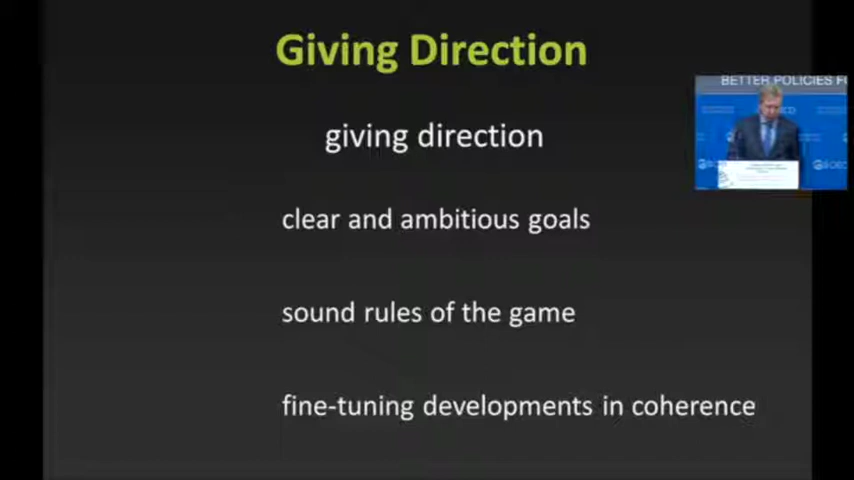 Giving Direction
giving direction
BETTER POLICIES F
clear and ambitious goals
sound rules of the game
fine-tuning developments in coherence